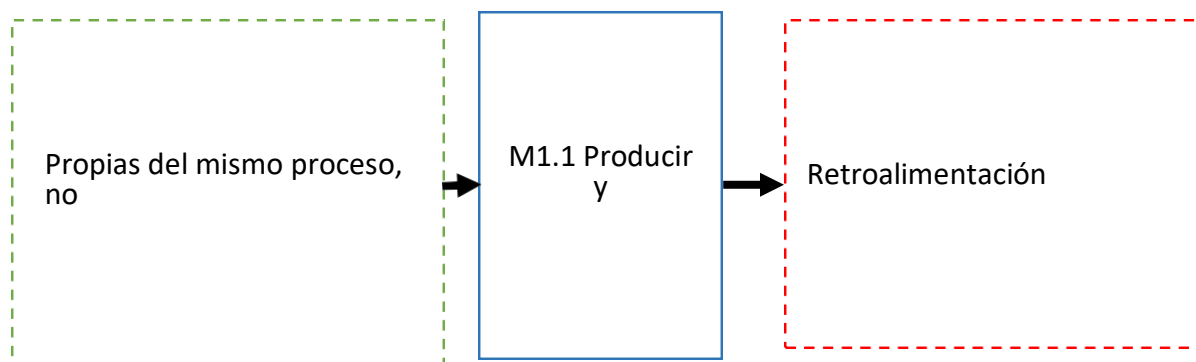 Propias del mismo proceso,
no
M1.1 Producir
y
Retroalimentación